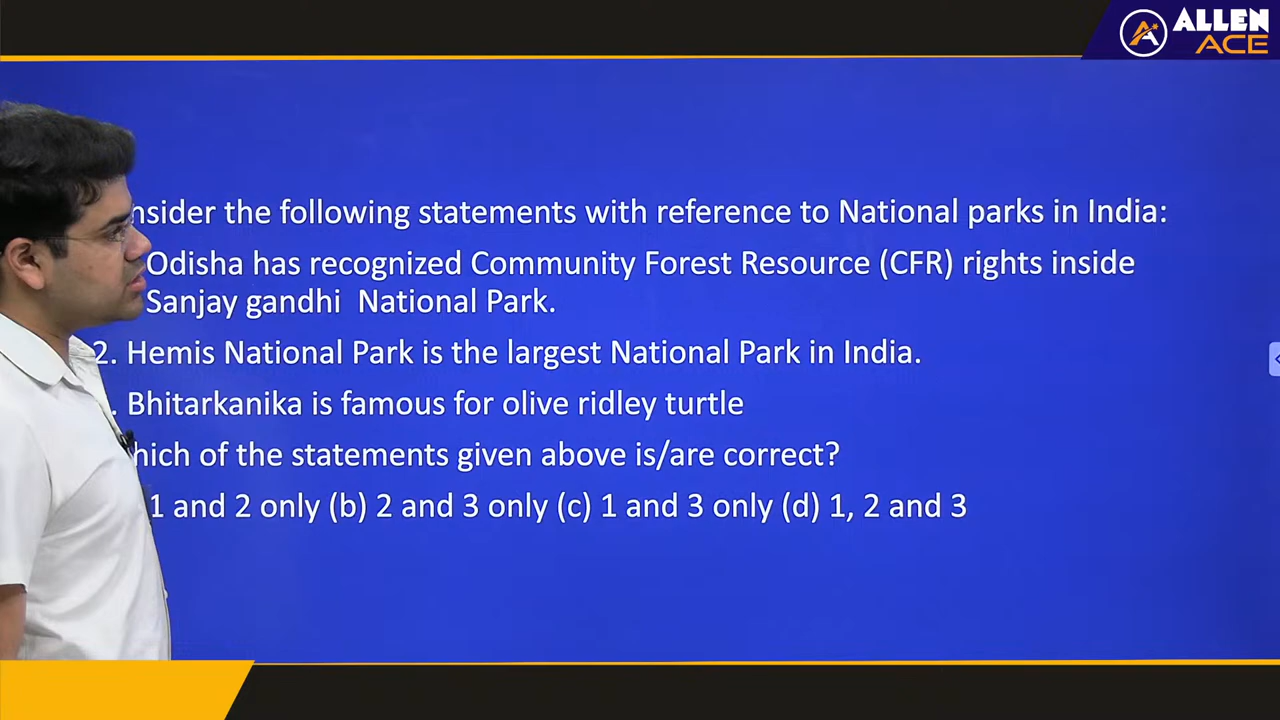 ALLEN
ACE
nsider the following statements with reference to National parks in India:
Odisha has recognized Community Forest Resource (CFR) rights inside
Sanjay gandhi National Park.
2. Hemis National Park is the largest National Park in India.
. Bhitarkanika is famous for olive ridley turtle
hich of the statements given above is/are correct?
1 and 2 only (b) 2 and 3 only (c) 1 and 3 only (d) 1, 2 and 3